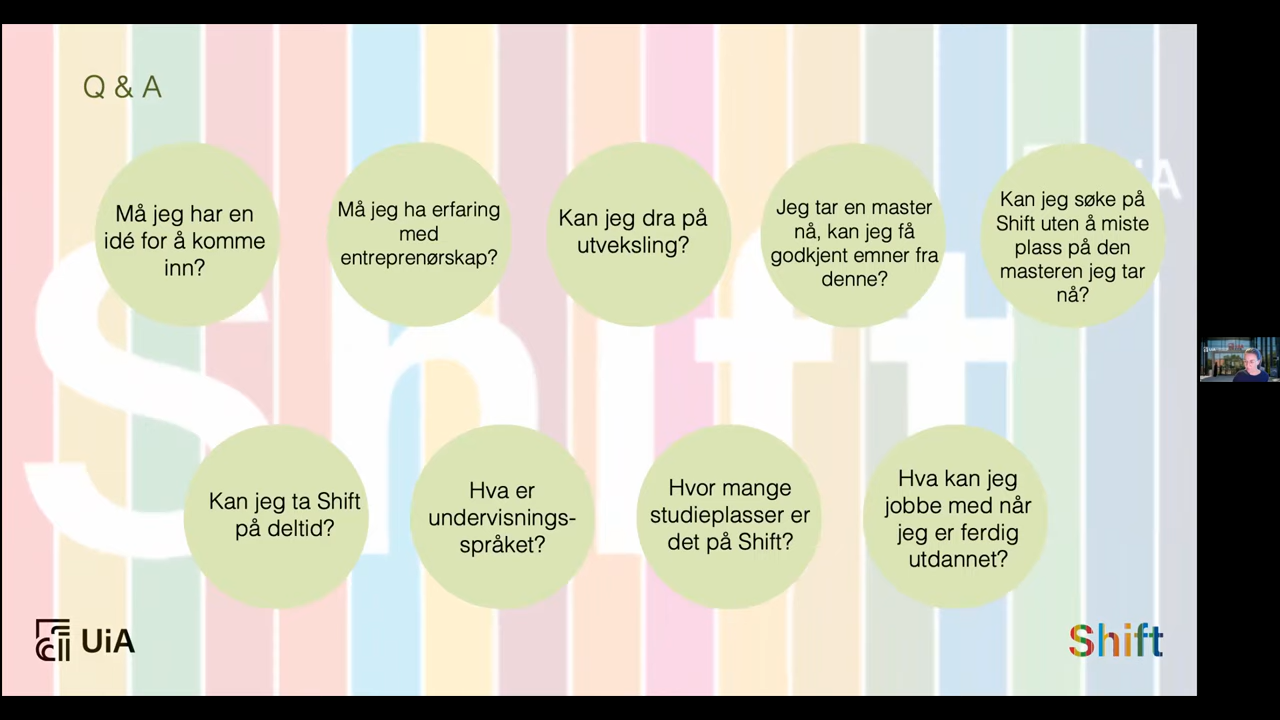 Q & A
Må jeg har en
idé for å komme
inn?
Må jeg ha erfaring
med
entreprenørskap?
Kan jeg dra på
utveksling?
Jeg tar en master
nå, kan jeg få
godkjent emner fra
denne?
Kan jeg søke på
Shift uten å miste
plass på den
masteren jeg tar
nå?
Shift
Kan jeg ta Shift
på deltid?
Hva er
undervisnings-
språket?
Hvor mange
studieplasser er
det på Shift?
Hva kan jeg
jobbe med når
jeg er ferdig
utdannet?
UiA
Shift